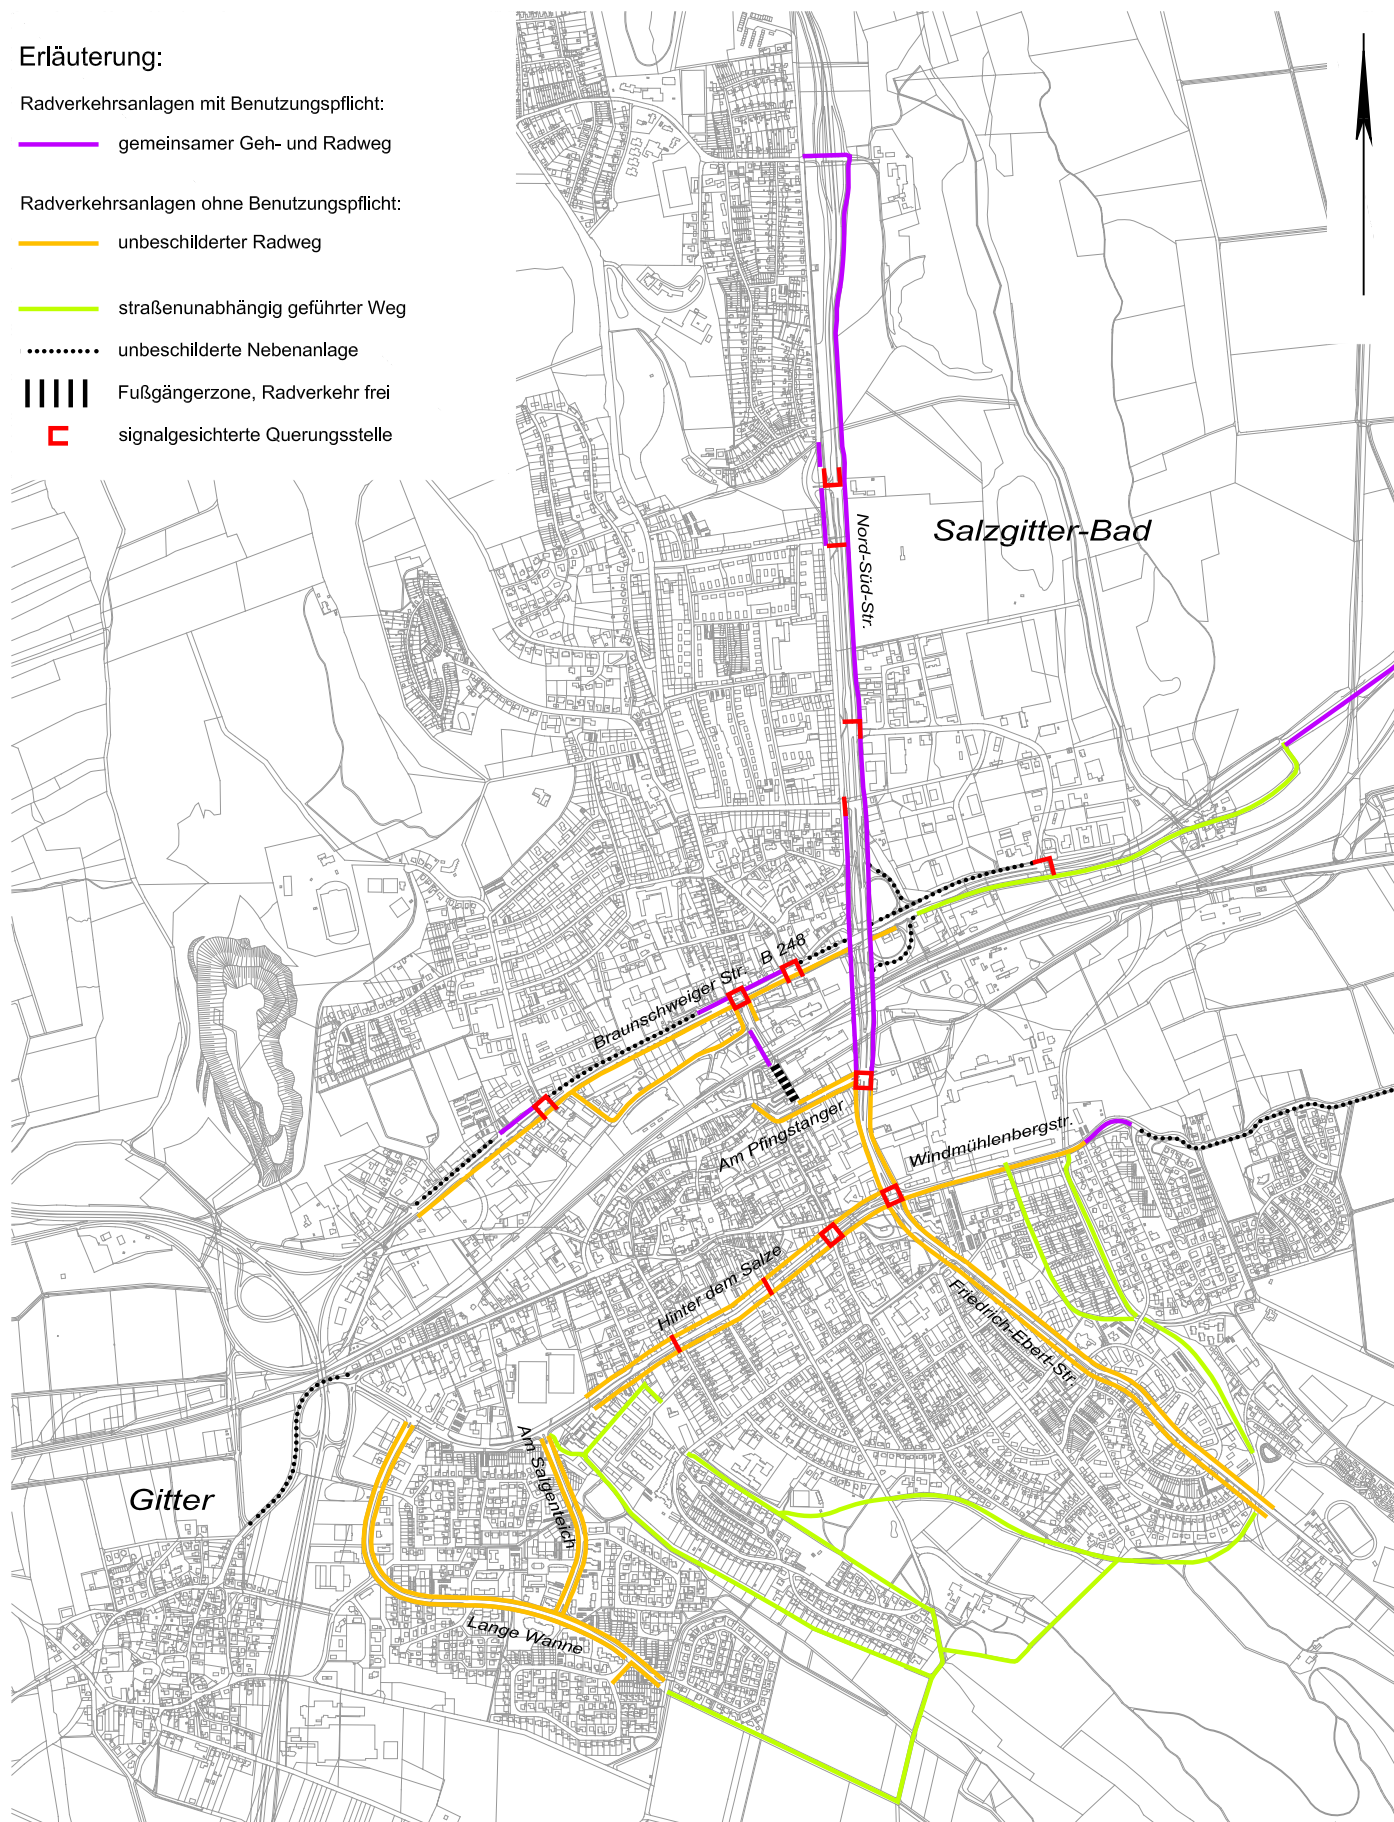 Erläuterung:
Radverkehrsanlagen mit Benutzungspflicht:
gemeinsamer Geh- und Radweg
Radverkehrsanlagen ohne Benutzungspflicht:
unbeschilderter Radweg
straßenunabhängig geführter Weg
unbeschilderte Nebenanlage
Fußgängerzone, Radverkehr frei
signalgesicherte Querungsstelle
Salzgitter-Bad
Nord-Süd-Str.
B 248
Braunschweiger Str.
Am Pfingstanger
Windmühlenbergstr.
Hinter dem Salze
Friedrich-Ebert-Str.
Am Salgenteich
Gitter
Lange Wanne